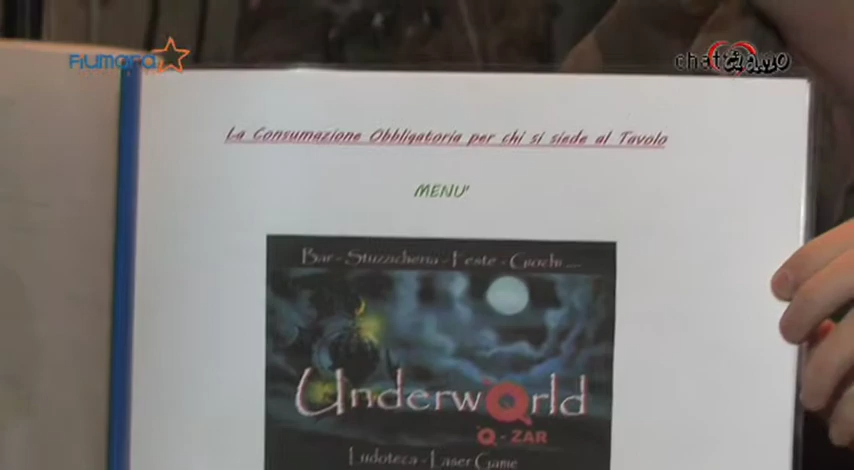 Fiumara
chattiamo
La Consumazione Obbligatoria per chi si siede al Tavolo
MENU'
Bar - Stuzzicheria - Feste - Giochi ...
Underworld
Q-ZAR
Ludoteca - Laser Game